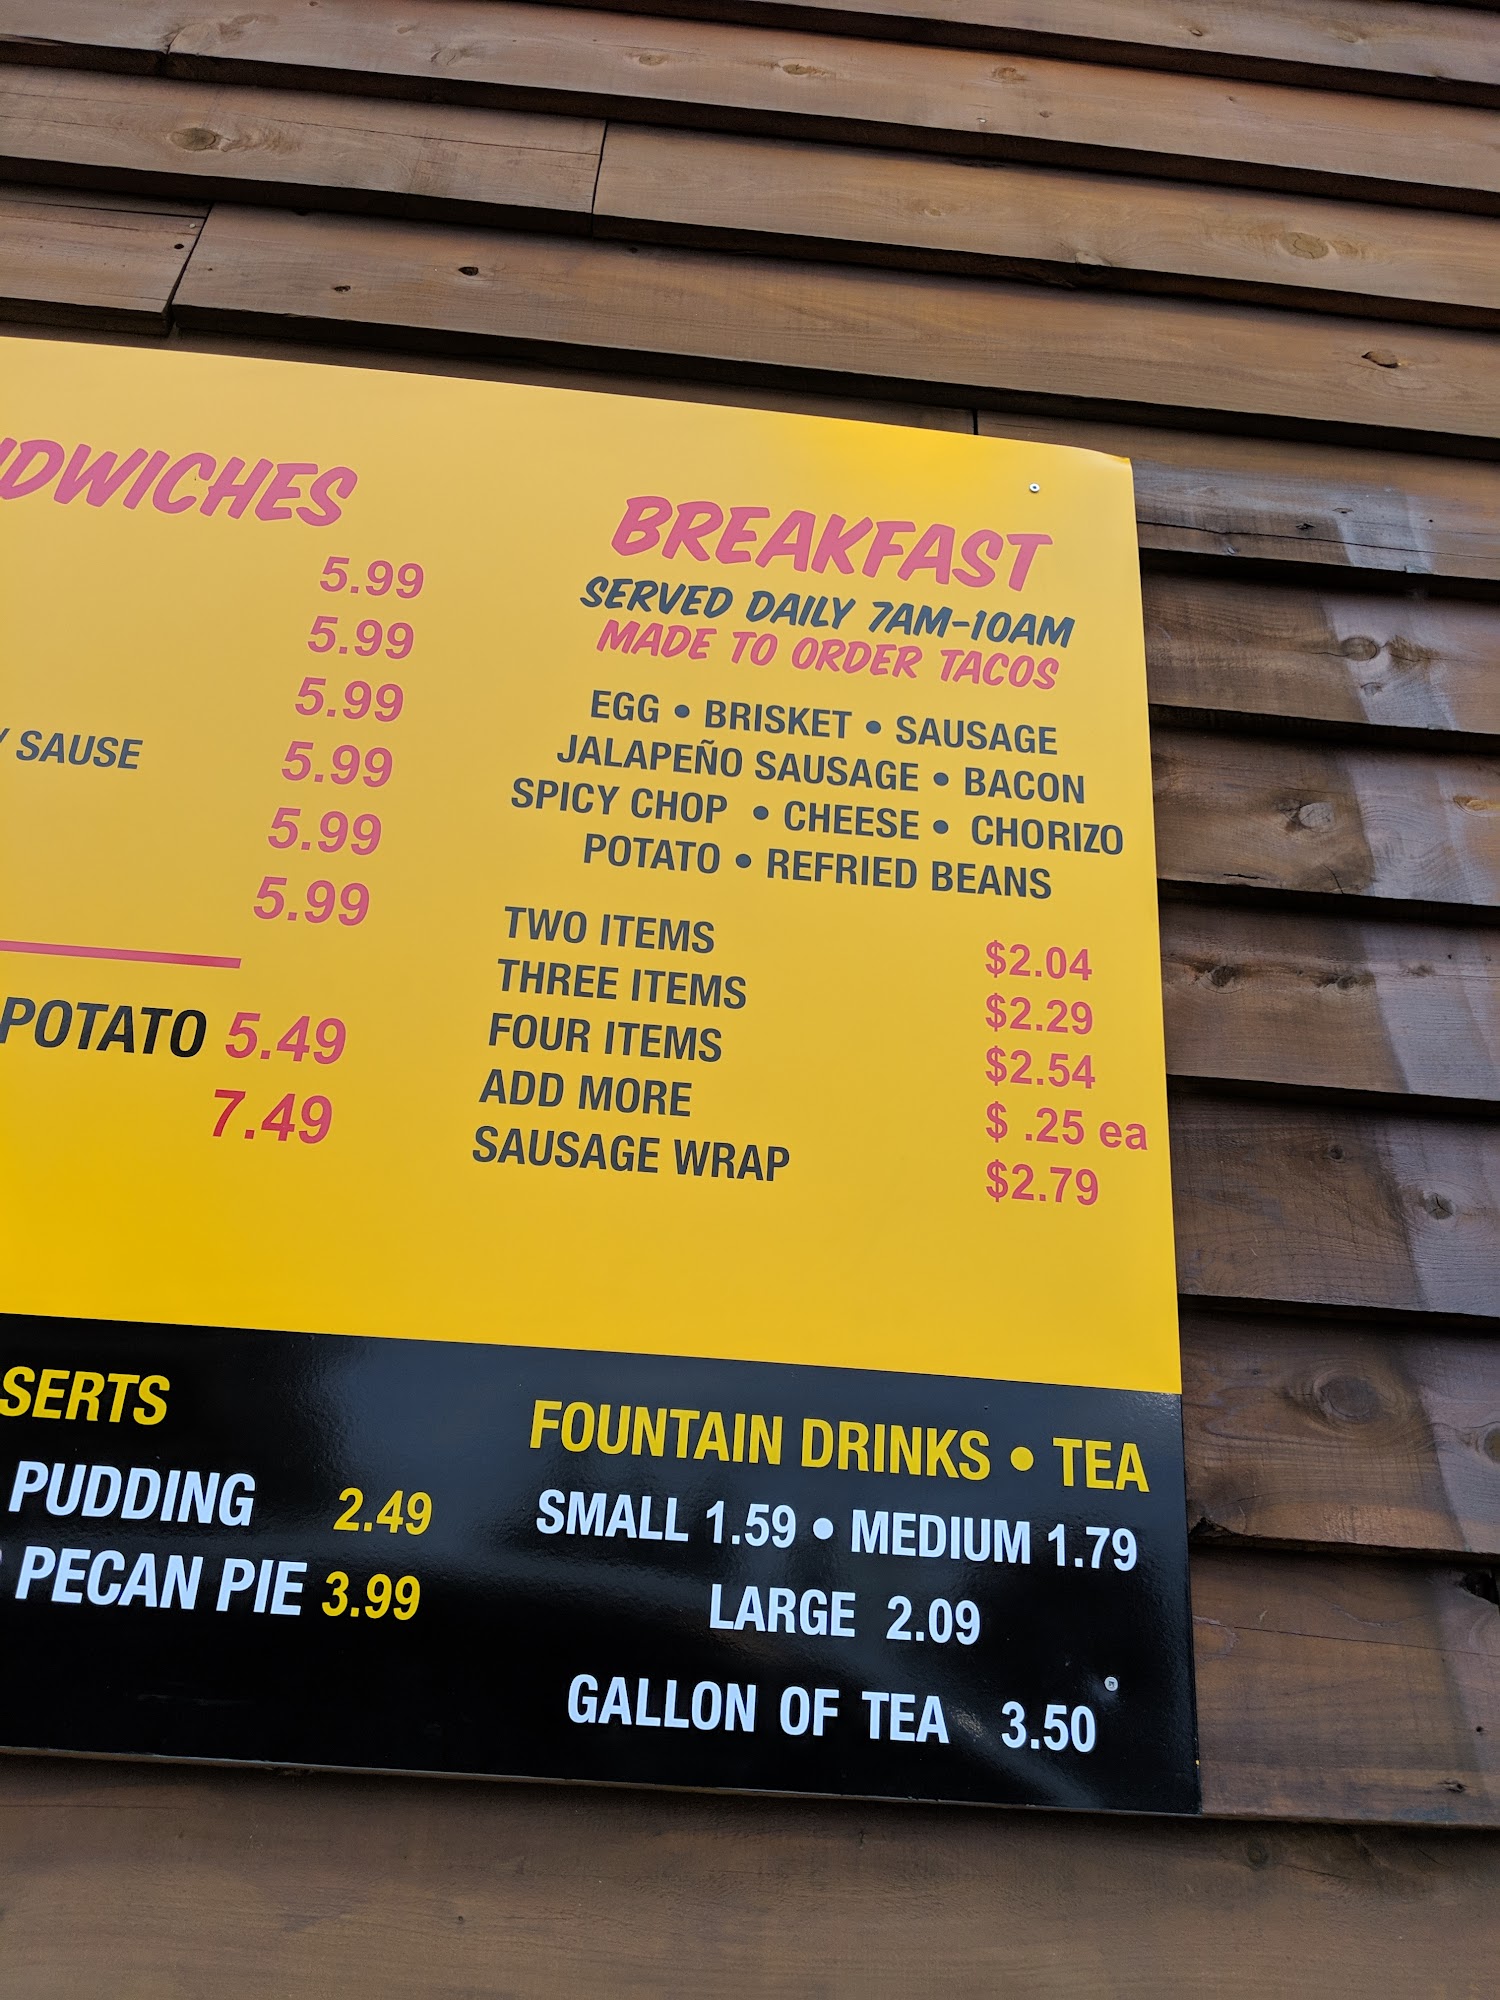 SERVED DAILY 7AM-10AM
MADE TO ORDER TACOS
EGG • BRISKET • SAUSAGE
JALAPEÑO SAUSAGE • BACON
SPICY CHOP • CHEESE • CHORIZO
POTATO • REFRIED BEANS
TWO ITEMS $2.04
THREE ITEMS $2.29
FOUR ITEMS $2.54
ADD MORE $ .25 ea
SAUSAGE WRAP $2.79
BREAKFAST
5.99
5.99
5.99
SAUSE 5.99
5.99
5.99
POTATO 5.49
7.49
PUDDING 2.49
PECAN PIE 3.99
FOUNTAIN DRINKS • TEA
SMALL 1.59 • MEDIUM 1.79
LARGE 2.09
GALLON OF TEA 3.50